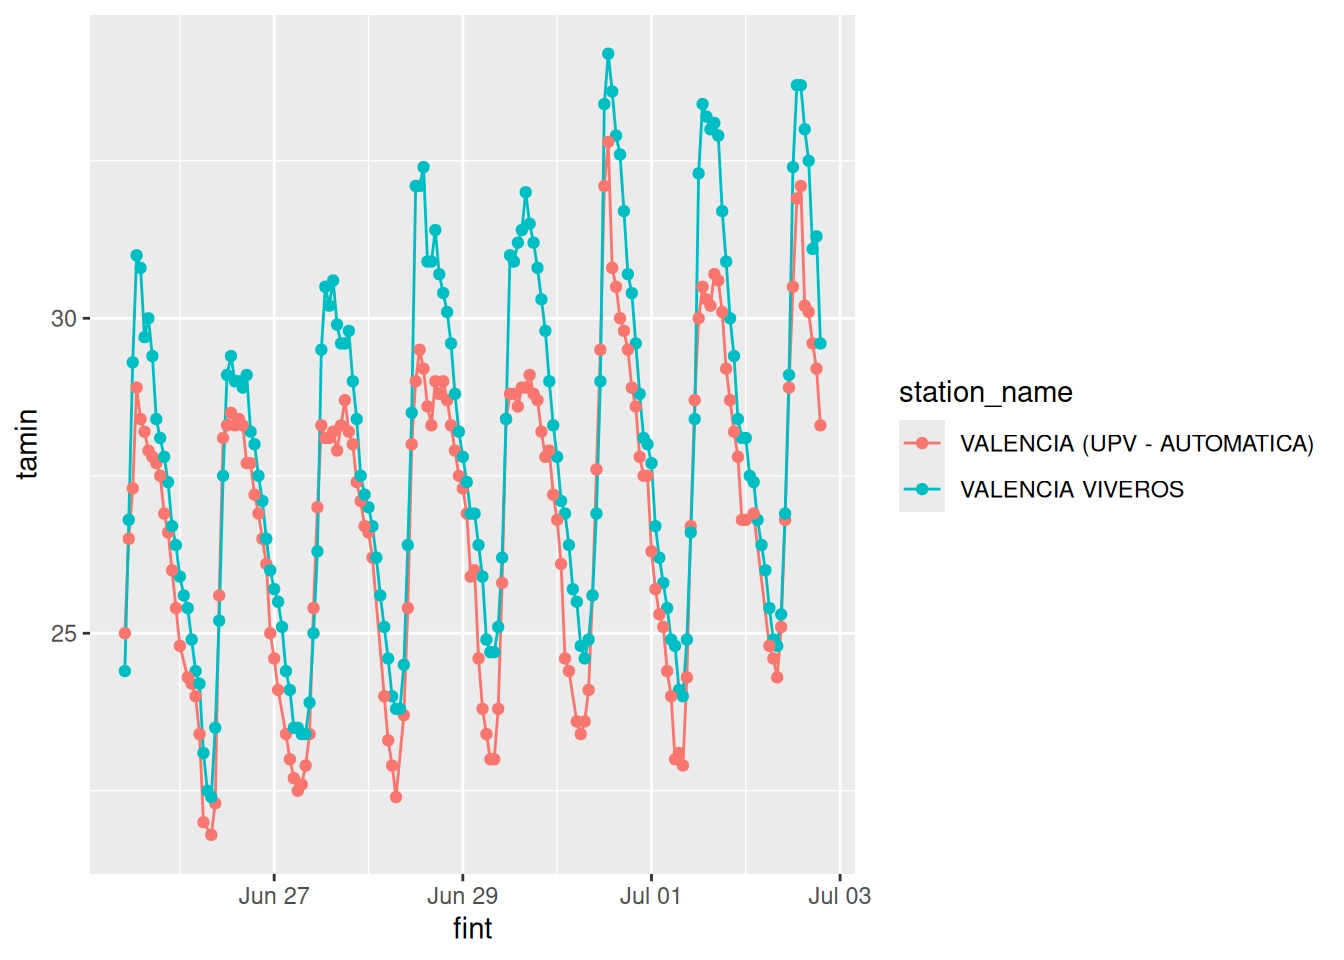 tamin
30
25
Jun 27
Jun 29
Jul 01
Jul 03
fint
station_name
VALENCIA (UPV - AUTOMATICA)
VALENCIA VIVEROS